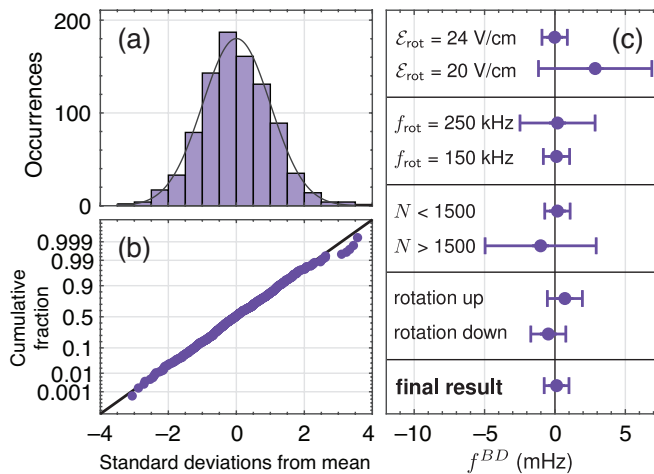 (a)
Occurrences
200
100
0
(b)
Cumulative
fraction
0.999
0.99
0.9
0.5
0.1
0.01
0.001
−4 −2 0 2 4
Standard deviations from mean
(c)
ℰrot = 24 V/cm
ℰrot = 20 V/cm
frot = 250 kHz
frot = 150 kHz
N < 1500
N > 1500
rotation up
rotation down
final result
−10 −5 0 5
f^BD (mHz)